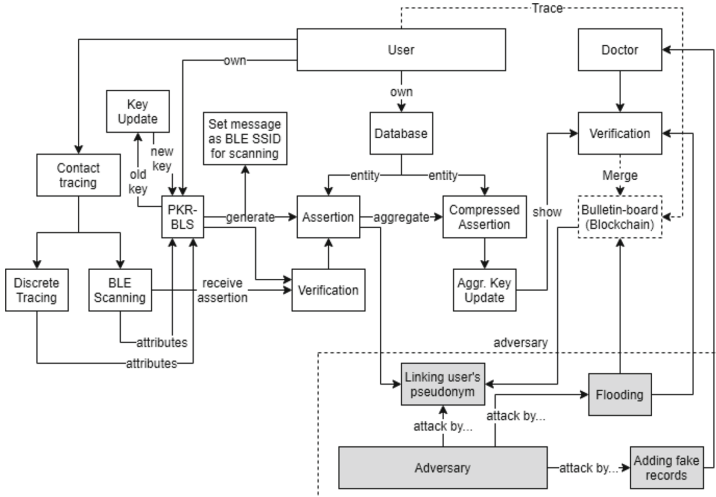 Trace
User
Doctor
own
own
Key
Update
Set message
as BLE SSID
for scanning
Database
Verification
new
key
old
key
Contact
tracing
entity
entity
Merge
PKR-
BLS
generate
Assertion
aggregate
Compressed
Assertion
show
Bulletin-board
(Blockchain)
Discrete
Tracing
BLE
Scanning
receive
assertion
Verification
Aggr. Key
Update
attributes
attributes
adversary
Linking user's
pseudonym
Flooding
attack by...
attack by...
Adversary
attack by...
Adding fake
records